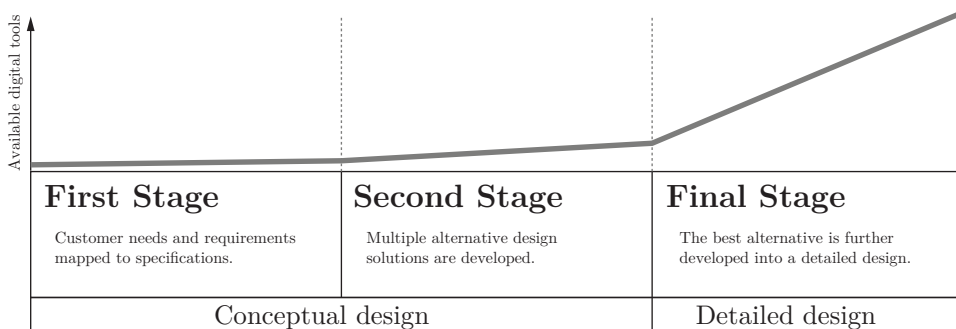 Available digital tools
First Stage
Customer needs and requirements
mapped to specifications.
Second Stage
Multiple alternative design
solutions are developed.
Final Stage
The best alternative is further
developed into a detailed design.
Conceptual design
Detailed design